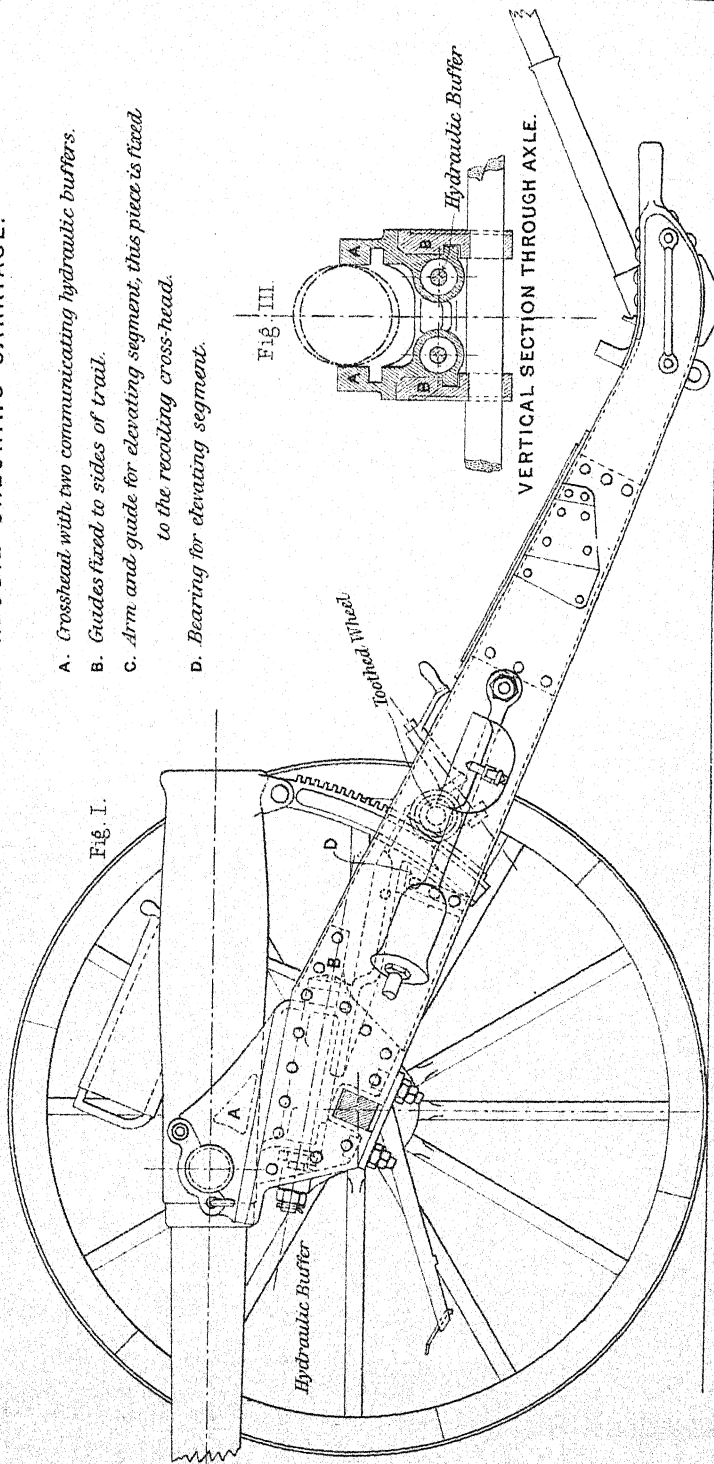 CARRIAGE.
A. Crosshead with two communicating hydraulic buffers.
B. Guides fixed to sides of trail.
C. Arm and guide for elevating segment, this piece is fixed
to the recoiling cross-head.
D. Bearing for elevating segment.
Fig. I.
A
B
C
D
Toothed Wheel
Hydraulic Buffer
Fig. III.
A
A
B
B
Hydraulic Buffer
VERTICAL SECTION THROUGH AXLE.